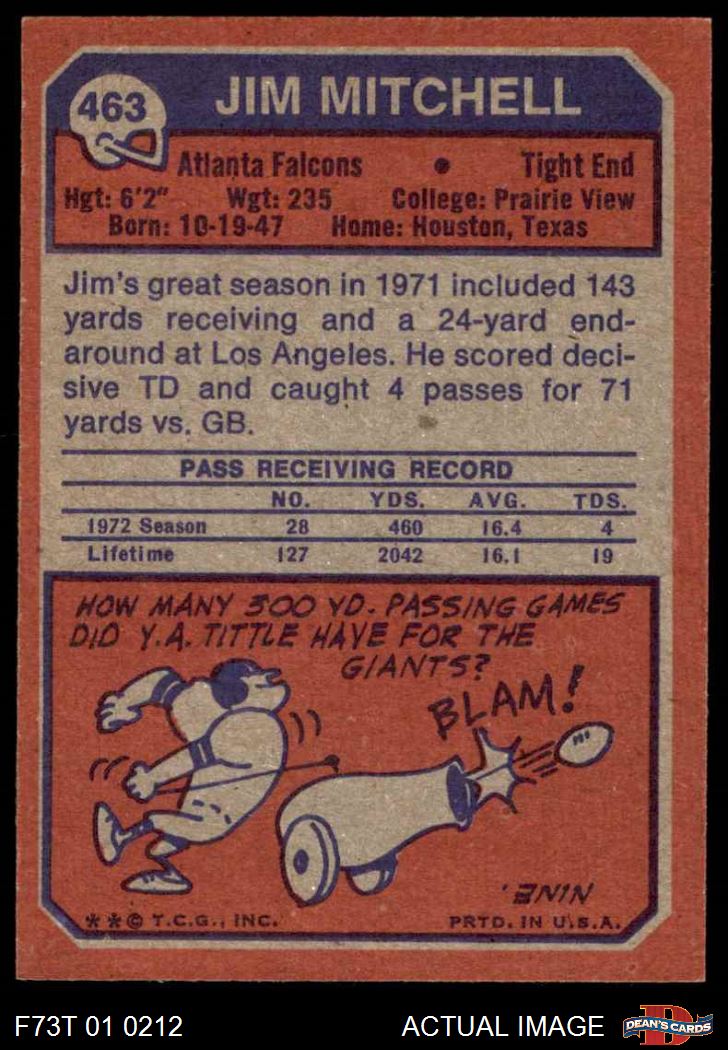 463
JIM MITCHELL
Atlanta Falcons • Tight End
Hgt: 6'2" Wgt: 235 College: Prairie View
Born: 10-19-47 Home: Houston, Texas
Jim's great season in 1971 included 143
yards receiving and a 24-yard end-
around at Los Angeles. He scored deci-
sive TD and caught 4 passes for 71
yards vs. GB.
PASS RECEIVING RECORD
NO. YDS. AVG. TDS.
1972 Season 28 460 16.4 4
Lifetime 127 2042 16.1 19
HOW MANY 300 YD. PASSING GAMES
DID Y.A. TITTLE HAVE FOR THE
GIANTS?
BLAM!
NINE.
**© T.C.G., INC. PRTD. IN U.S.A.
F73T 01 0212 ACTUAL IMAGE
D
DEAN'S CARDS